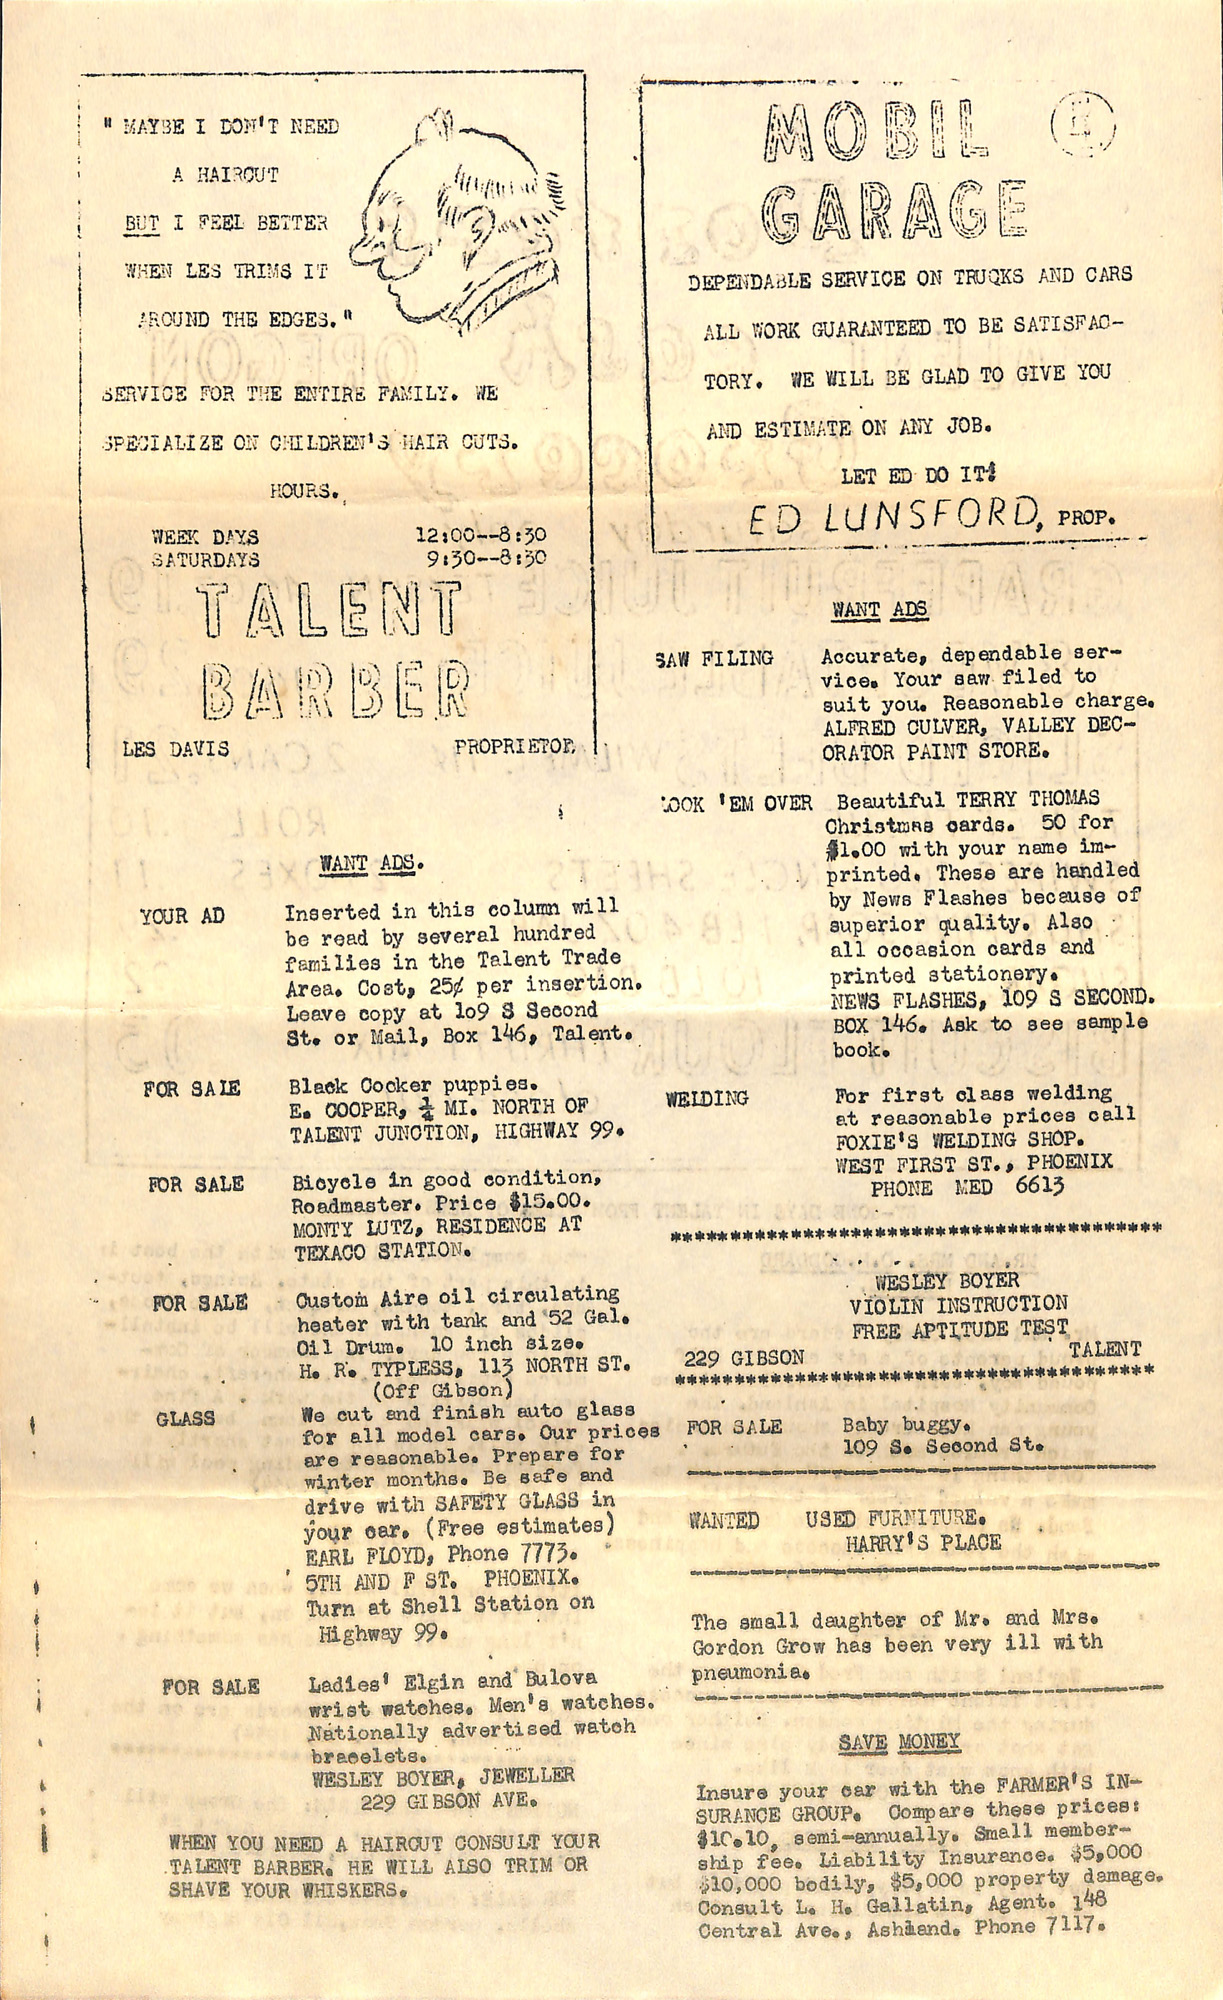 " MAYBE I DON'T NEED
A HAIRCUT
BUT I FEEL BETTER
WHEN LES TRIMS IT
AROUND THE EDGES."
SERVICE FOR THE ENTIRE FAMILY. WE
SPECIALIZE ON CHILDREN'S HAIR CUTS.
HOURS.
WEEK DAYS 12:00--8:30
SATURDAYS 9:30--8:30
TALENT
BARBER
LES DAVIS PROPRIETOR
WANT ADS.
YOUR AD Inserted in this column will
be read by several hundred
families in the Talent Trade
Area. Cost, 25¢ per insertion.
Leave copy at 109 S Second
St. or Mail, Box 146, Talent.
FOR SALE Black Cocker puppies.
E. COOPER, ¼ MI. NORTH OF
TALENT JUNCTION, HIGHWAY 99.
FOR SALE Bicycle in good condition,
Roadmaster. Price $15.00.
MONTY LUTZ, RESIDENCE AT
TEXACO STATION.
FOR SALE Custom Aire oil circulating
heater with tank and 52 Gal.
Oil Drum. 10 inch size.
H. R. TYPLESS, 113 NORTH ST.
(Off Gibson)
GLASS We cut and finish auto glass
for all model cars. Our prices
are reasonable. Prepare for
winter months. Be safe and
drive with SAFETY GLASS in
your car. (Free estimates)
EARL FLOYD, Phone 7773.
5TH AND F ST. PHOENIX.
Turn at Shell Station on
Highway 99.
FOR SALE Ladies' Elgin and Bulova
wrist watches. Men's watches.
Nationally advertised watch
bracelets.
WESLEY BOYER, JEWELLER
229 GIBSON AVE.
WHEN YOU NEED A HAIRCUT CONSULT YOUR
TALENT BARBER. HE WILL ALSO TRIM OR
SHAVE YOUR WHISKERS.
MOBIL
GARAGE
DEPENDABLE SERVICE ON TRUCKS AND CARS
ALL WORK GUARANTEED TO BE SATISFAC-
TORY. WE WILL BE GLAD TO GIVE YOU
AND ESTIMATE ON ANY JOB.
LET ED DO IT!
ED LUNSFORD, PROP.
WANT ADS
SAW FILING Accurate, dependable ser-
vice. Your saw filed to
suit you. Reasonable charge.
ALFRED CULVER, VALLEY DEC-
ORATOR PAINT STORE.
LOOK 'EM OVER Beautiful TERRY THOMAS
Christmas cards. 50 for
$1.00 with your name im-
printed. These are handled
by News Flashes because of
superior quality. Also
all occasion cards and
printed stationery.
NEWS FLASHES, 109 S SECOND.
BOX 146. Ask to see sample
book.
WELDING For first class welding
at reasonable prices call
FOXIE'S WELDING SHOP.
WEST FIRST ST., PHOENIX
PHONE MED 6613
*****************************************
WESLEY BOYER
VIOLIN INSTRUCTION
FREE APTITUDE TEST
229 GIBSON TALENT
*****************************************
FOR SALE Baby buggy.
109 S. Second St.
WANTED USED FURNITURE.
HARRY'S PLACE
The small daughter of Mr. and Mrs.
Gordon Grow has been very ill with
pneumonia.
SAVE MONEY
Insure your car with the FARMER'S IN-
SURANCE GROUP. Compare these prices:
$10.10, semi-annually. Small member-
ship fee. Liability Insurance. $5,000
$10,000 bodily, $5,000 property damage.
Consult L. H. Gallatin, Agent. 148
Central Ave., Ashland. Phone 7117.